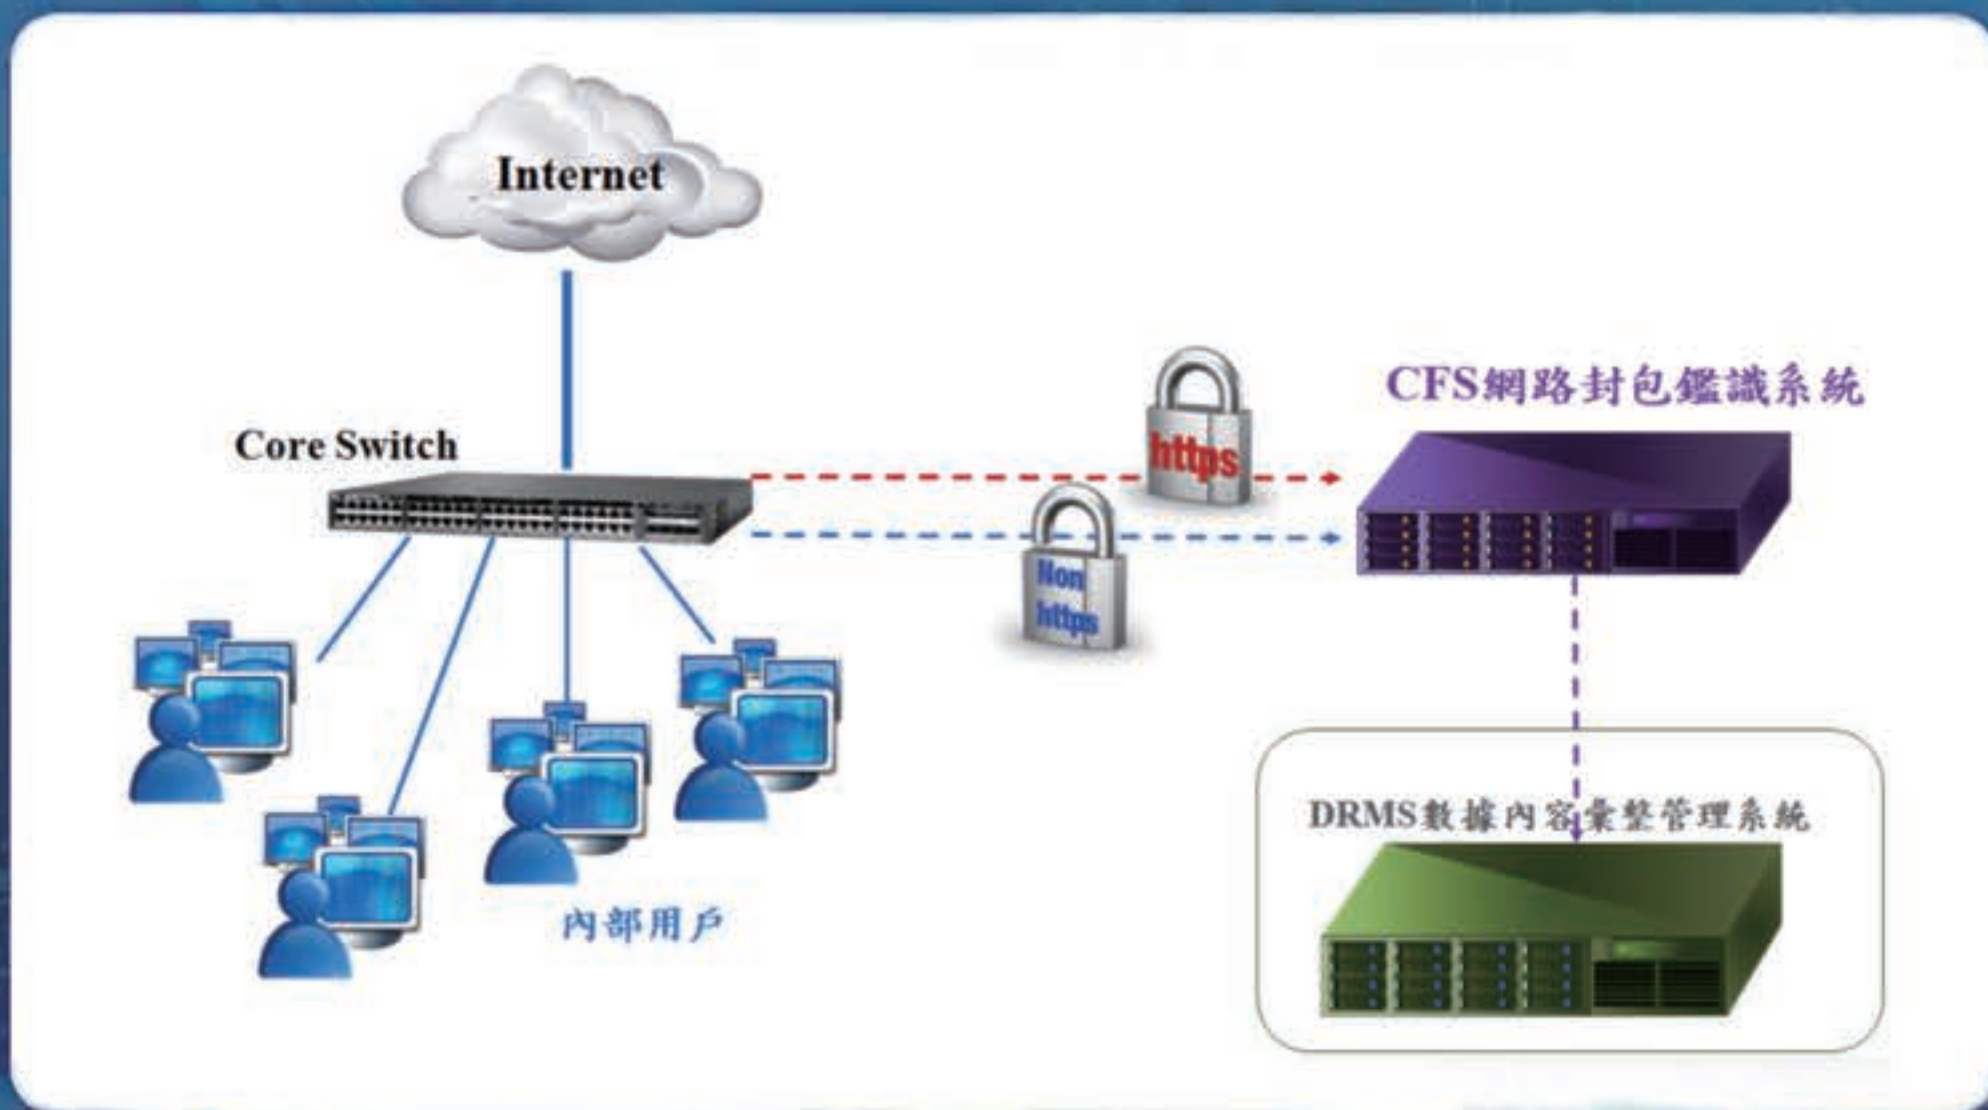 Internet
Core Switch
https
Non
https
CFS網路封包鑑識系統
DRMS數據內容彙整管理系統
內部用戶